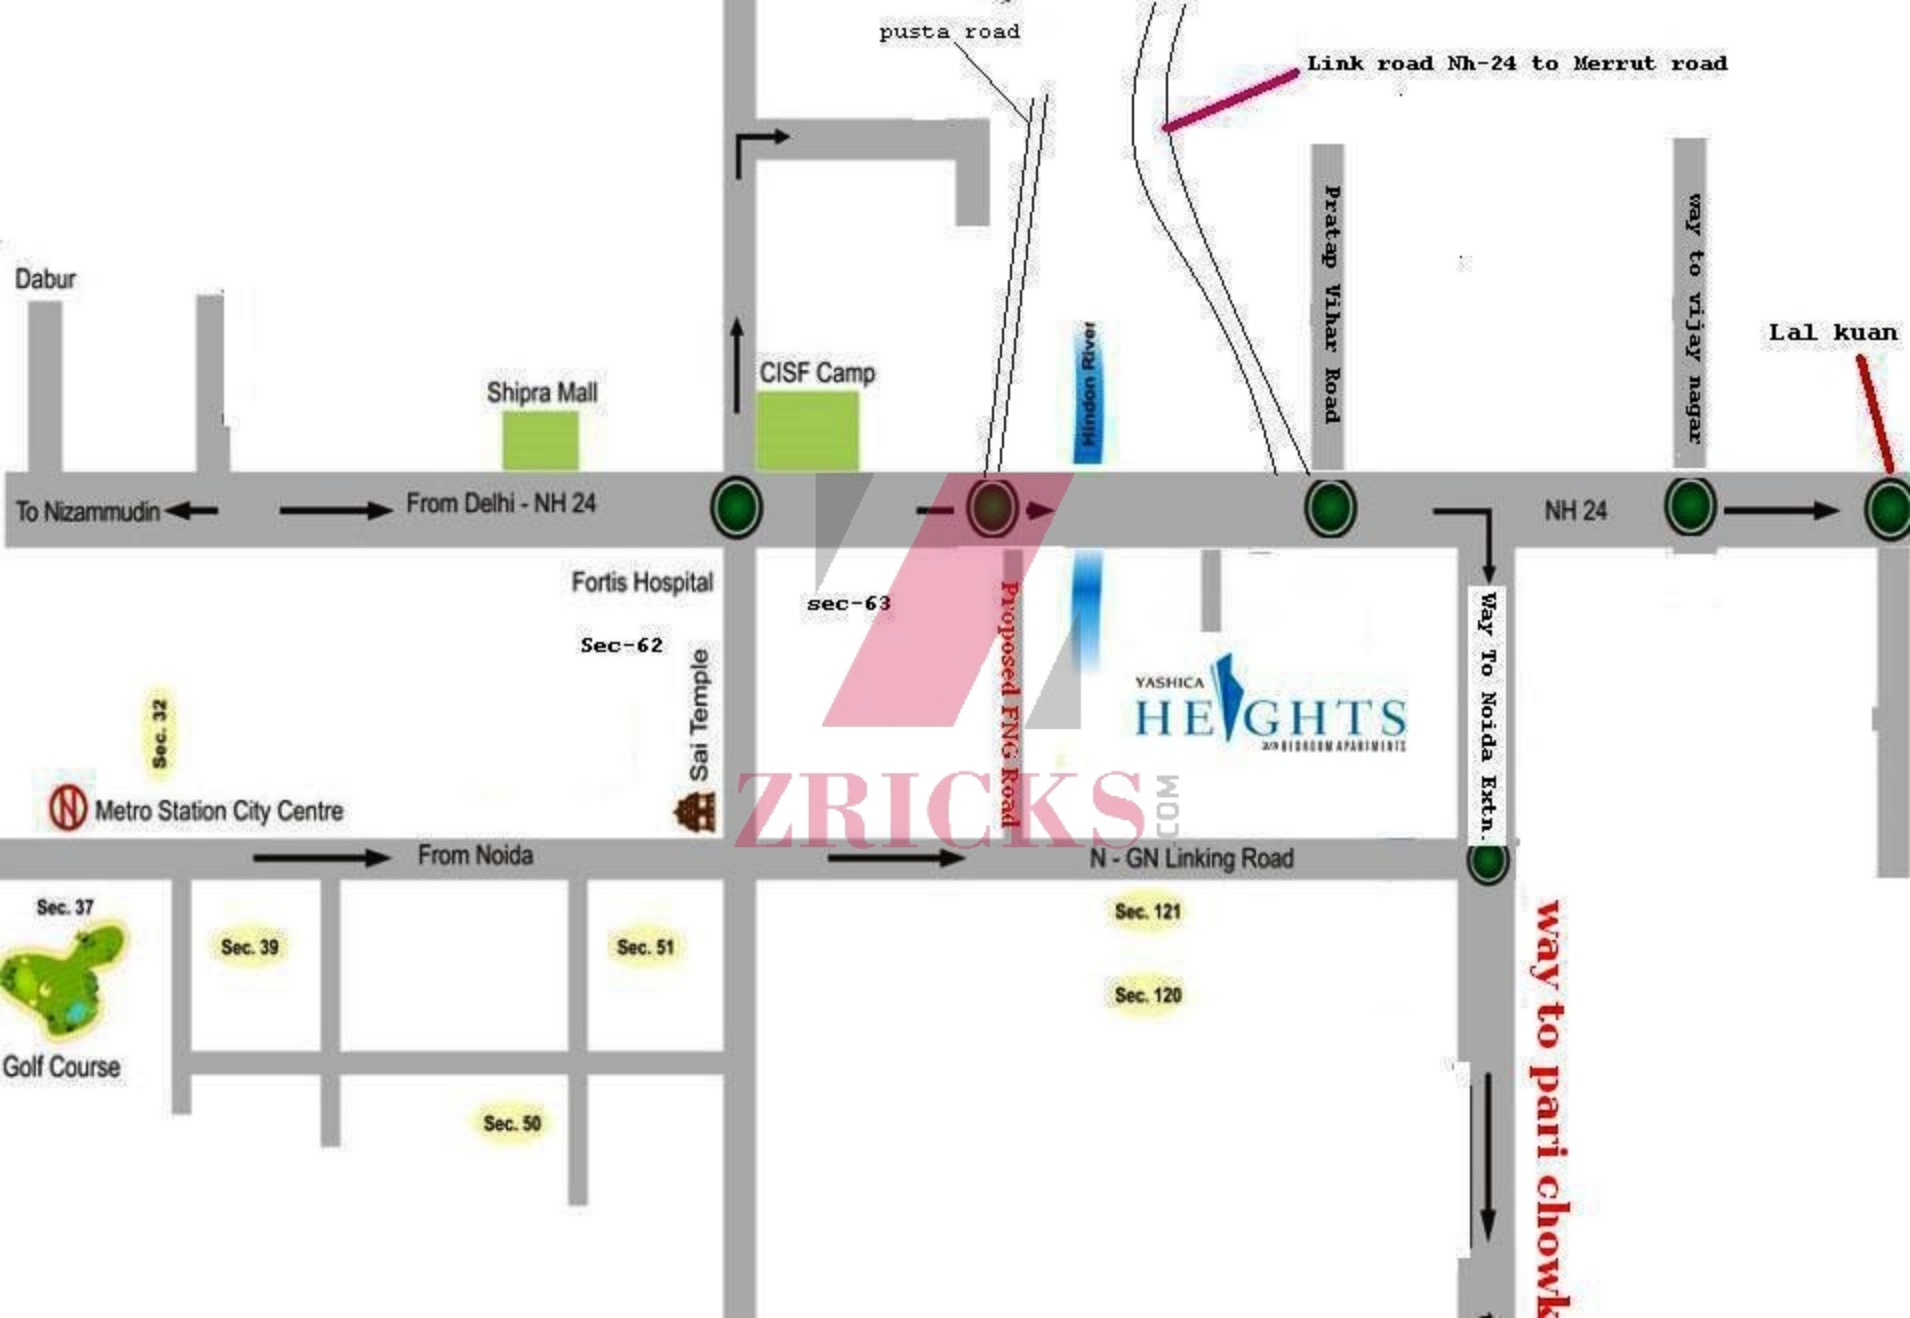 pusta road
Link road Nh-24 to Merrut road
Pratap Vihar Road
way to vijay nagar
Dabur
Hindon River
Lal kuan
CISF Camp
Shipra Mall
To Nizammudin
From Delhi - NH 24
NH 24
Fortis Hospital
sec-63
Sec-62
Proposed FNG Road
Way To Noida Extn.
Sai Temple
YASHICA
HEIGHTS
2/3 BEDROOM APARTMENTS
Sec. 32
Metro Station City Centre
ZRICKS
.COM
From Noida
N - GN Linking Road
Sec. 37
Sec. 39
Sec. 51
Sec. 121
Sec. 120
way to pari chowk
Golf Course
Sec. 50